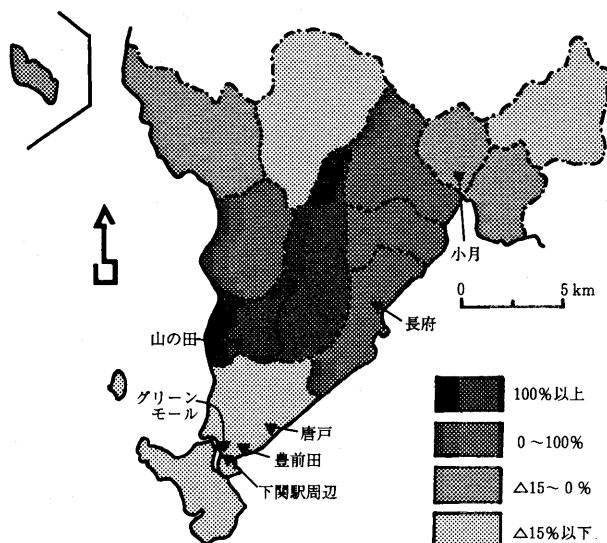 小月
0 5 km
長府
山の田
グリーン
モール
唐戸
豊前田
下関駅周辺
100%以上
0～100%
△15～0%
△15%以下